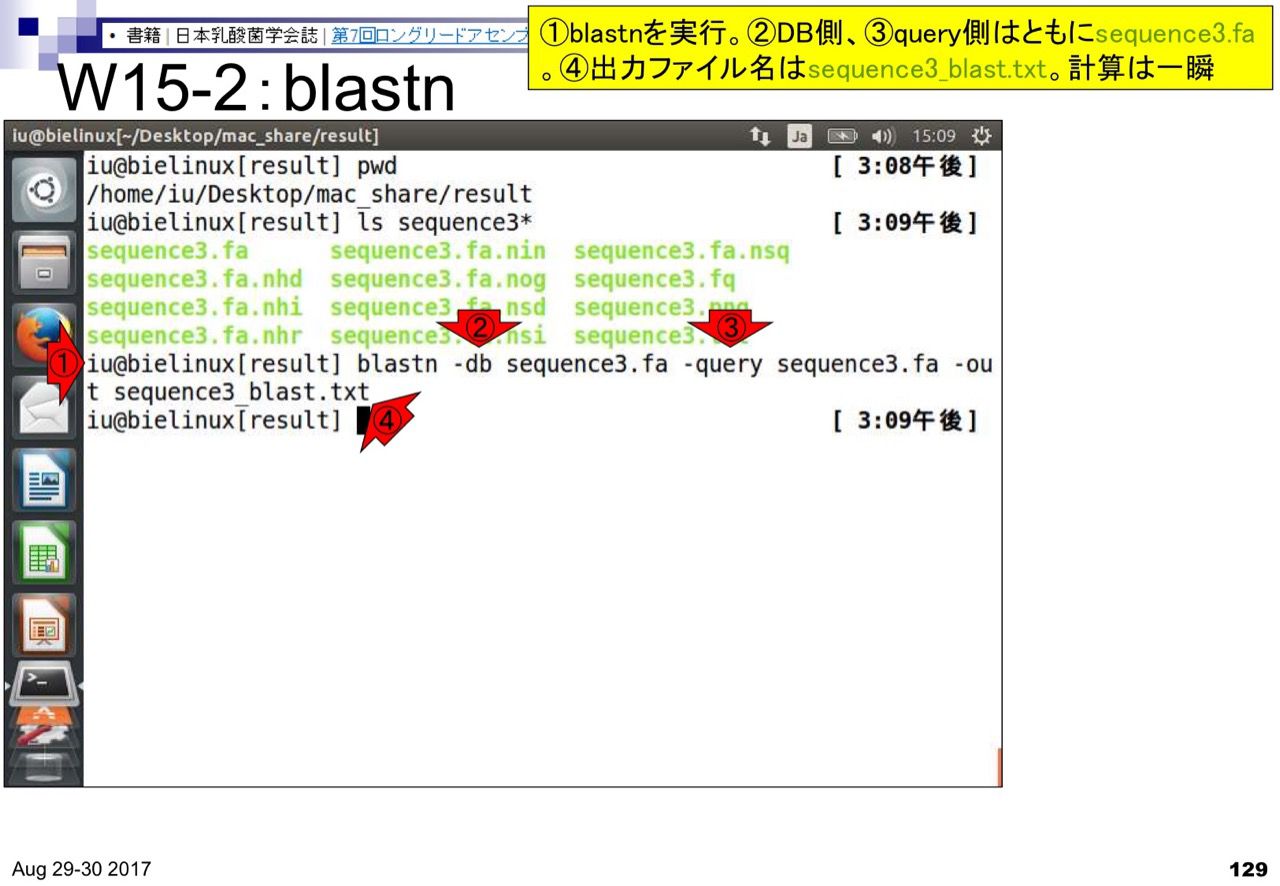 • 書籍 | 日本乳酸菌学会誌 | 第7回ロングリードアセンブ
①blastnを実行。②DB側、③query側はともにsequence3.fa
。④出力ファイル名はsequence3_blast.txt。計算は一瞬
W15-2：blastn
iu@bielinux[~/Desktop/mac_share/result] Ja 15:09
iu@bielinux[result] pwd [ 3:08午後]
/home/iu/Desktop/mac_share/result
iu@bielinux[result] ls sequence3* [ 3:09午後]
sequence3.fa sequence3.fa.nin sequence3.fa.nsq
sequence3.fa.nhd sequence3.fa.nog sequence3.fq
sequence3.fa.nhi sequence3.fa.nsd sequence3.png
sequence3.fa.nhr sequence3.fa.nsi sequence3.
② ③
① iu@bielinux[result] blastn -db sequence3.fa -query sequence3.fa -ou
t sequence3_blast.txt
iu@bielinux[result] ④ [ 3:09午後]
Aug 29-30 2017
129